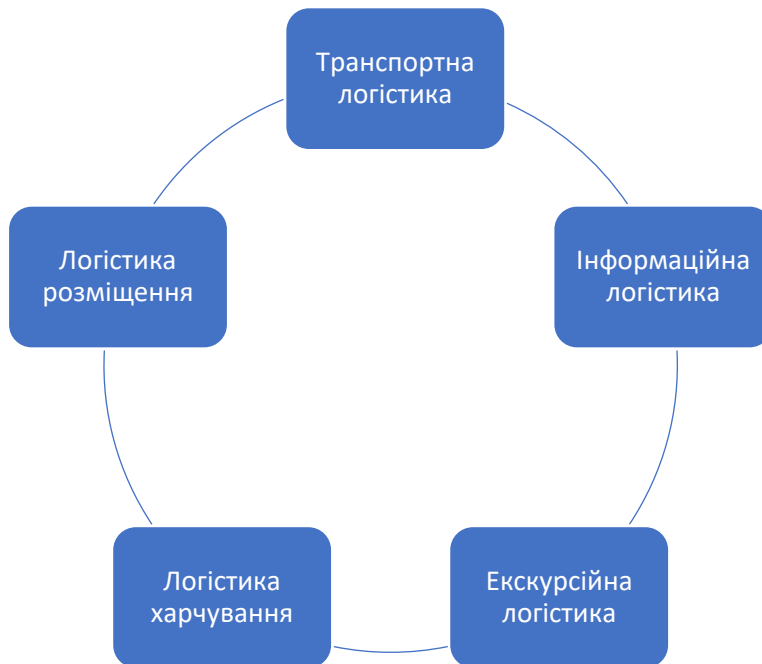 Транспортна
логістика
Логістика
розміщення
Інформаційна
логістика
Логістика
харчування
Екскурсійна
логістика